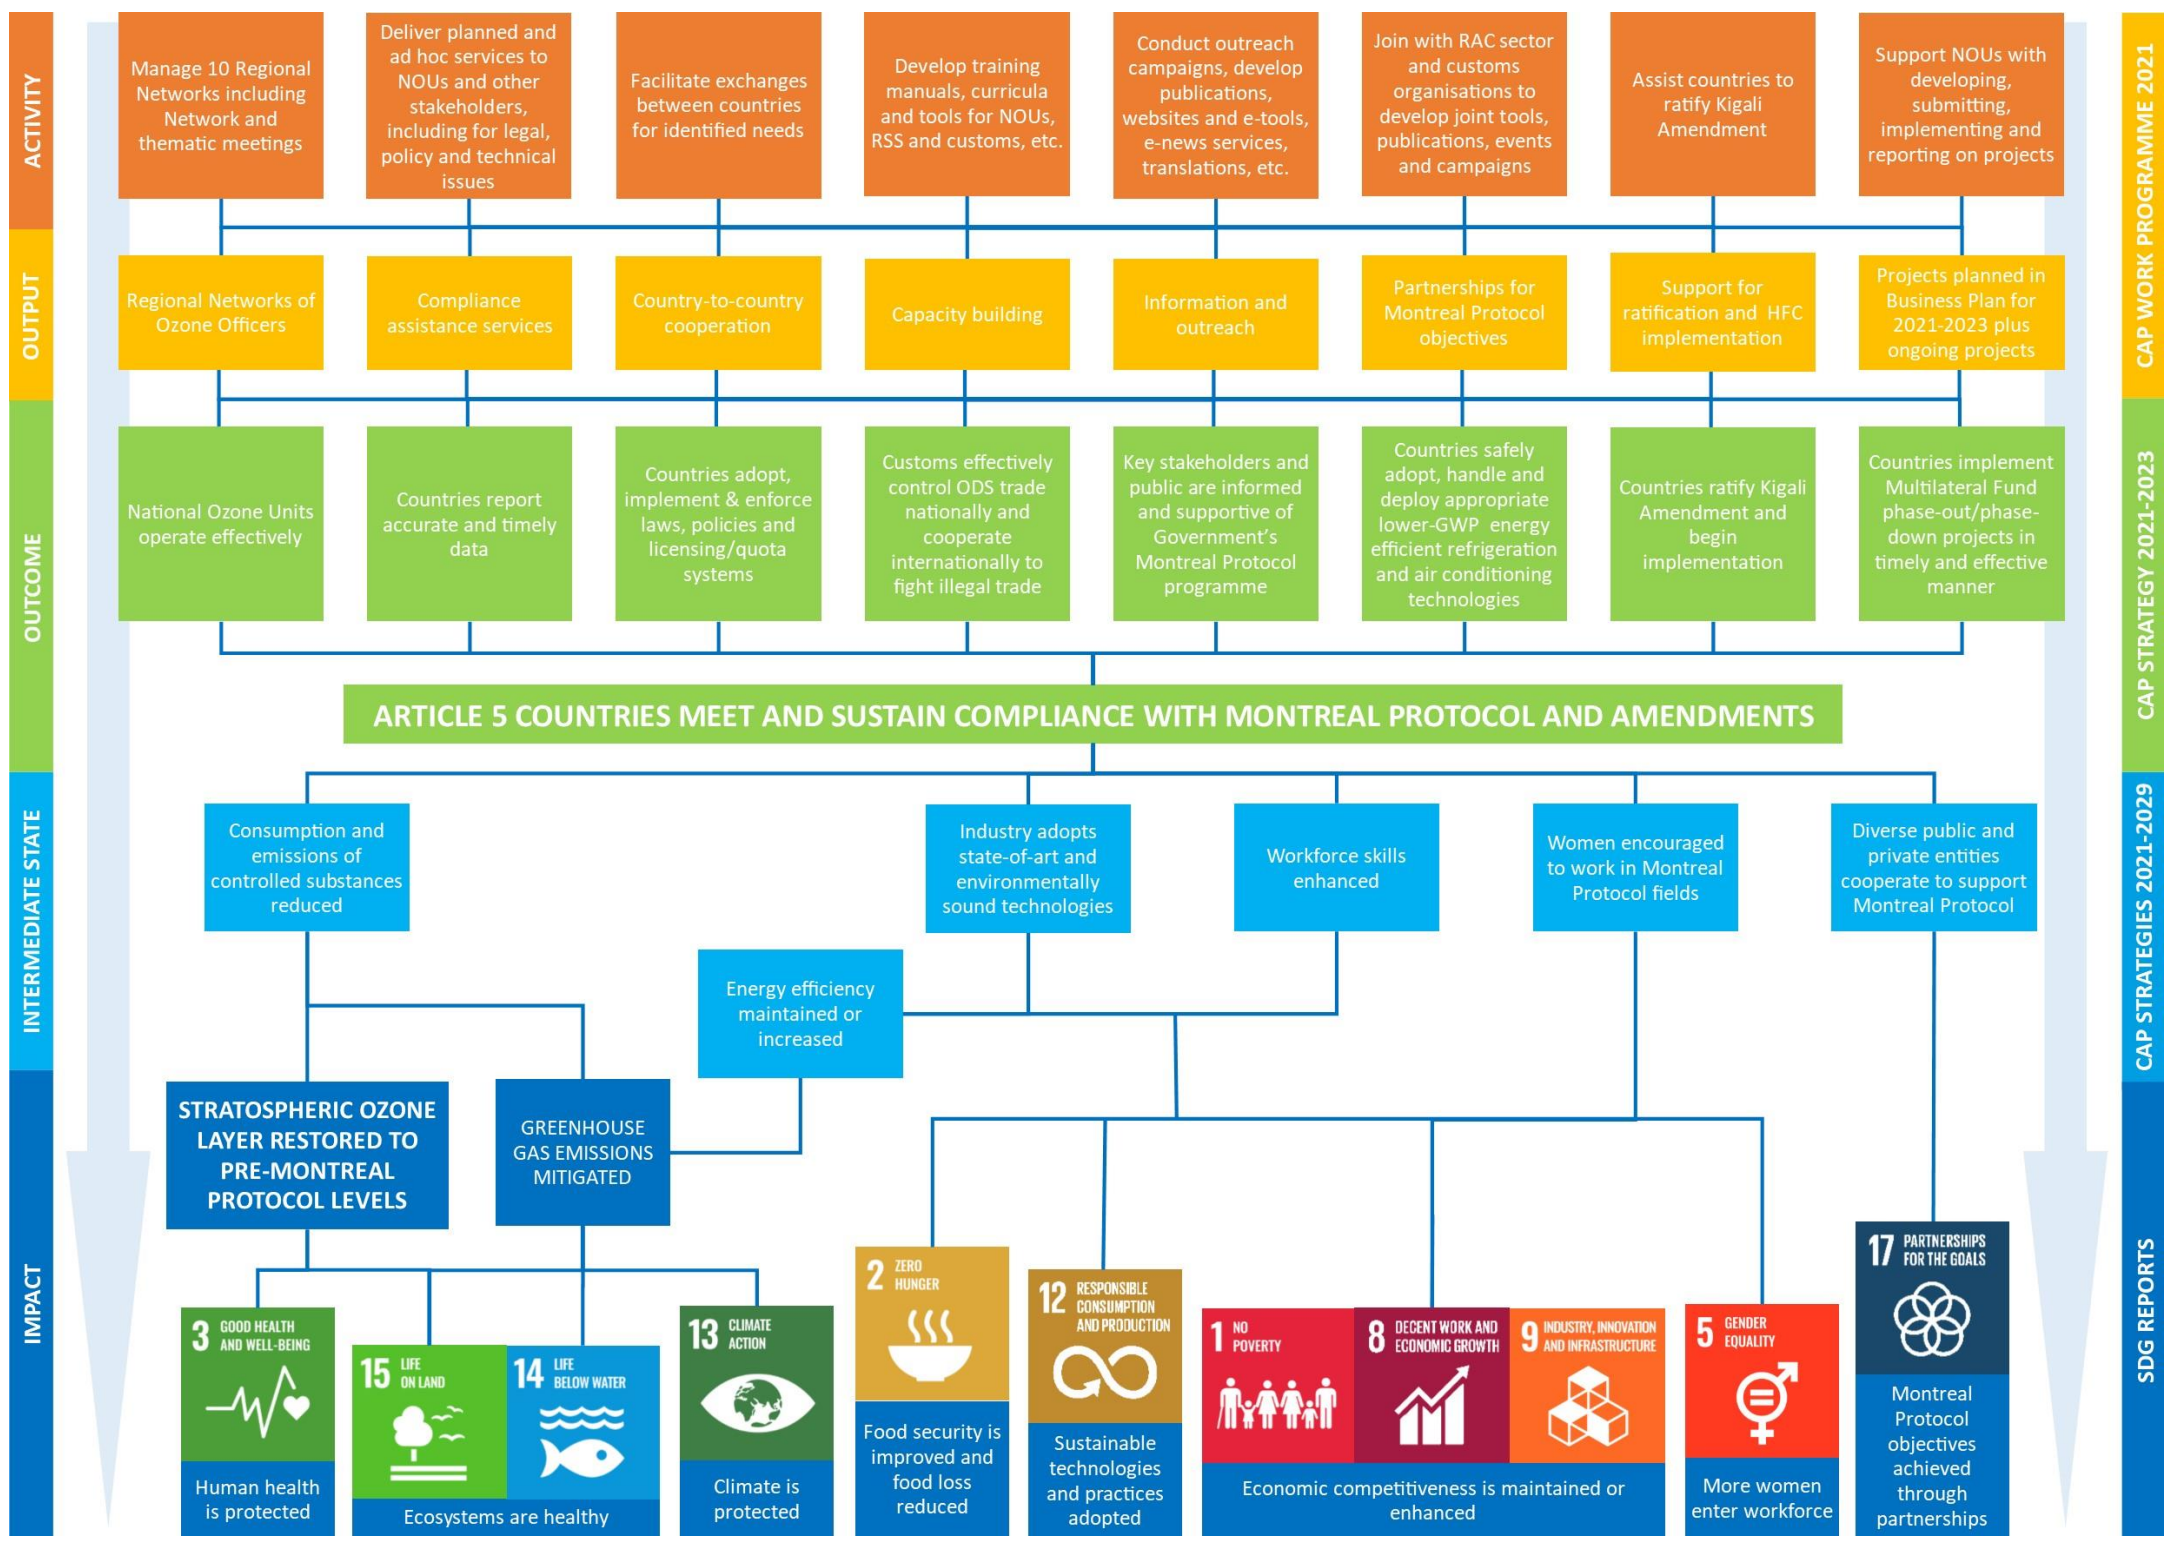 ACTIVITY
Manage 10 Regional
Networks including
Network and
thematic meetings
Deliver planned and
ad hoc services to
NOUs and other
stakeholders,
including for legal,
policy and technical
issues
Facilitate exchanges
between countries
for identified needs
Develop training
manuals, curricula
and tools for NOUs,
RSS and customs, etc.
Conduct outreach
campaigns, develop
publications,
websites and e-tools,
e-news services,
translations, etc.
Join with RAC sector
and customs
organisations to
develop joint tools,
publications, events
and campaigns
Assist countries to
ratify Kigali
Amendment
Support NOUs with
developing,
submitting,
implementing and
reporting on projects
CAP WORK PROGRAMME 2021
OUTPUT
Regional Networks of
Ozone Officers
Compliance
assistance services
Country-to-country
cooperation
Capacity building
Information and
outreach
Partnerships for
Montreal Protocol
objectives
Support for
ratification and HFC
implementation
Projects planned in
Business Plan for
2021-2023 plus
ongoing projects
OUTCOME
National Ozone Units
operate effectively
Countries report
accurate and timely
data
Countries adopt,
implement & enforce
laws, policies and
licensing/quota
systems
Customs effectively
control ODS trade
nationally and
cooperate
internationally to
fight illegal trade
Key stakeholders and
public are informed
and supportive of
Government's
Montreal Protocol
programme
Countries safely
adopt, handle and
deploy appropriate
lower-GWP energy
efficient refrigeration
and air conditioning
technologies
Countries ratify Kigali
Amendment and
begin
implementation
Countries implement
Multilateral Fund
phase-out/phase-
down projects in
timely and effective
manner
CAP STRATEGY 2021-2023
ARTICLE 5 COUNTRIES MEET AND SUSTAIN COMPLIANCE WITH MONTREAL PROTOCOL AND AMENDMENTS
INTERMEDIATE STATE
Consumption and
emissions of
controlled substances
reduced
Industry adopts
state-of-art and
environmentally
sound technologies
Workforce skills
enhanced
Women encouraged
to work in Montreal
Protocol fields
Diverse public and
private entities
cooperate to support
Montreal Protocol
Energy efficiency
maintained or
increased
CAP STRATEGIES 2021-2029
IMPACT
STRATOSPHERIC OZONE
LAYER RESTORED TO
PRE-MONTREAL
PROTOCOL LEVELS
GREENHOUSE
GAS EMISSIONS
MITIGATED
3 GOOD HEALTH
AND WELL-BEING
Human health
is protected
15 LIFE
ON LAND
14 LIFE
BELOW WATER
Ecosystems are healthy
13 CLIMATE
ACTION
Climate is
protected
2 ZERO
HUNGER
Food security is
improved and
food loss
reduced
12 RESPONSIBLE
CONSUMPTION
AND PRODUCTION
Sustainable
technologies
and practices
adopted
1 NO
POVERTY
8 DECENT WORK AND
ECONOMIC GROWTH
9 INDUSTRY, INNOVATION
AND INFRASTRUCTURE
Economic competitiveness is maintained or
enhanced
5 GENDER
EQUALITY
More women
enter workforce
17 PARTNERSHIPS
FOR THE GOALS
Montreal
Protocol
objectives
achieved
through
partnerships
SDG REPORTS